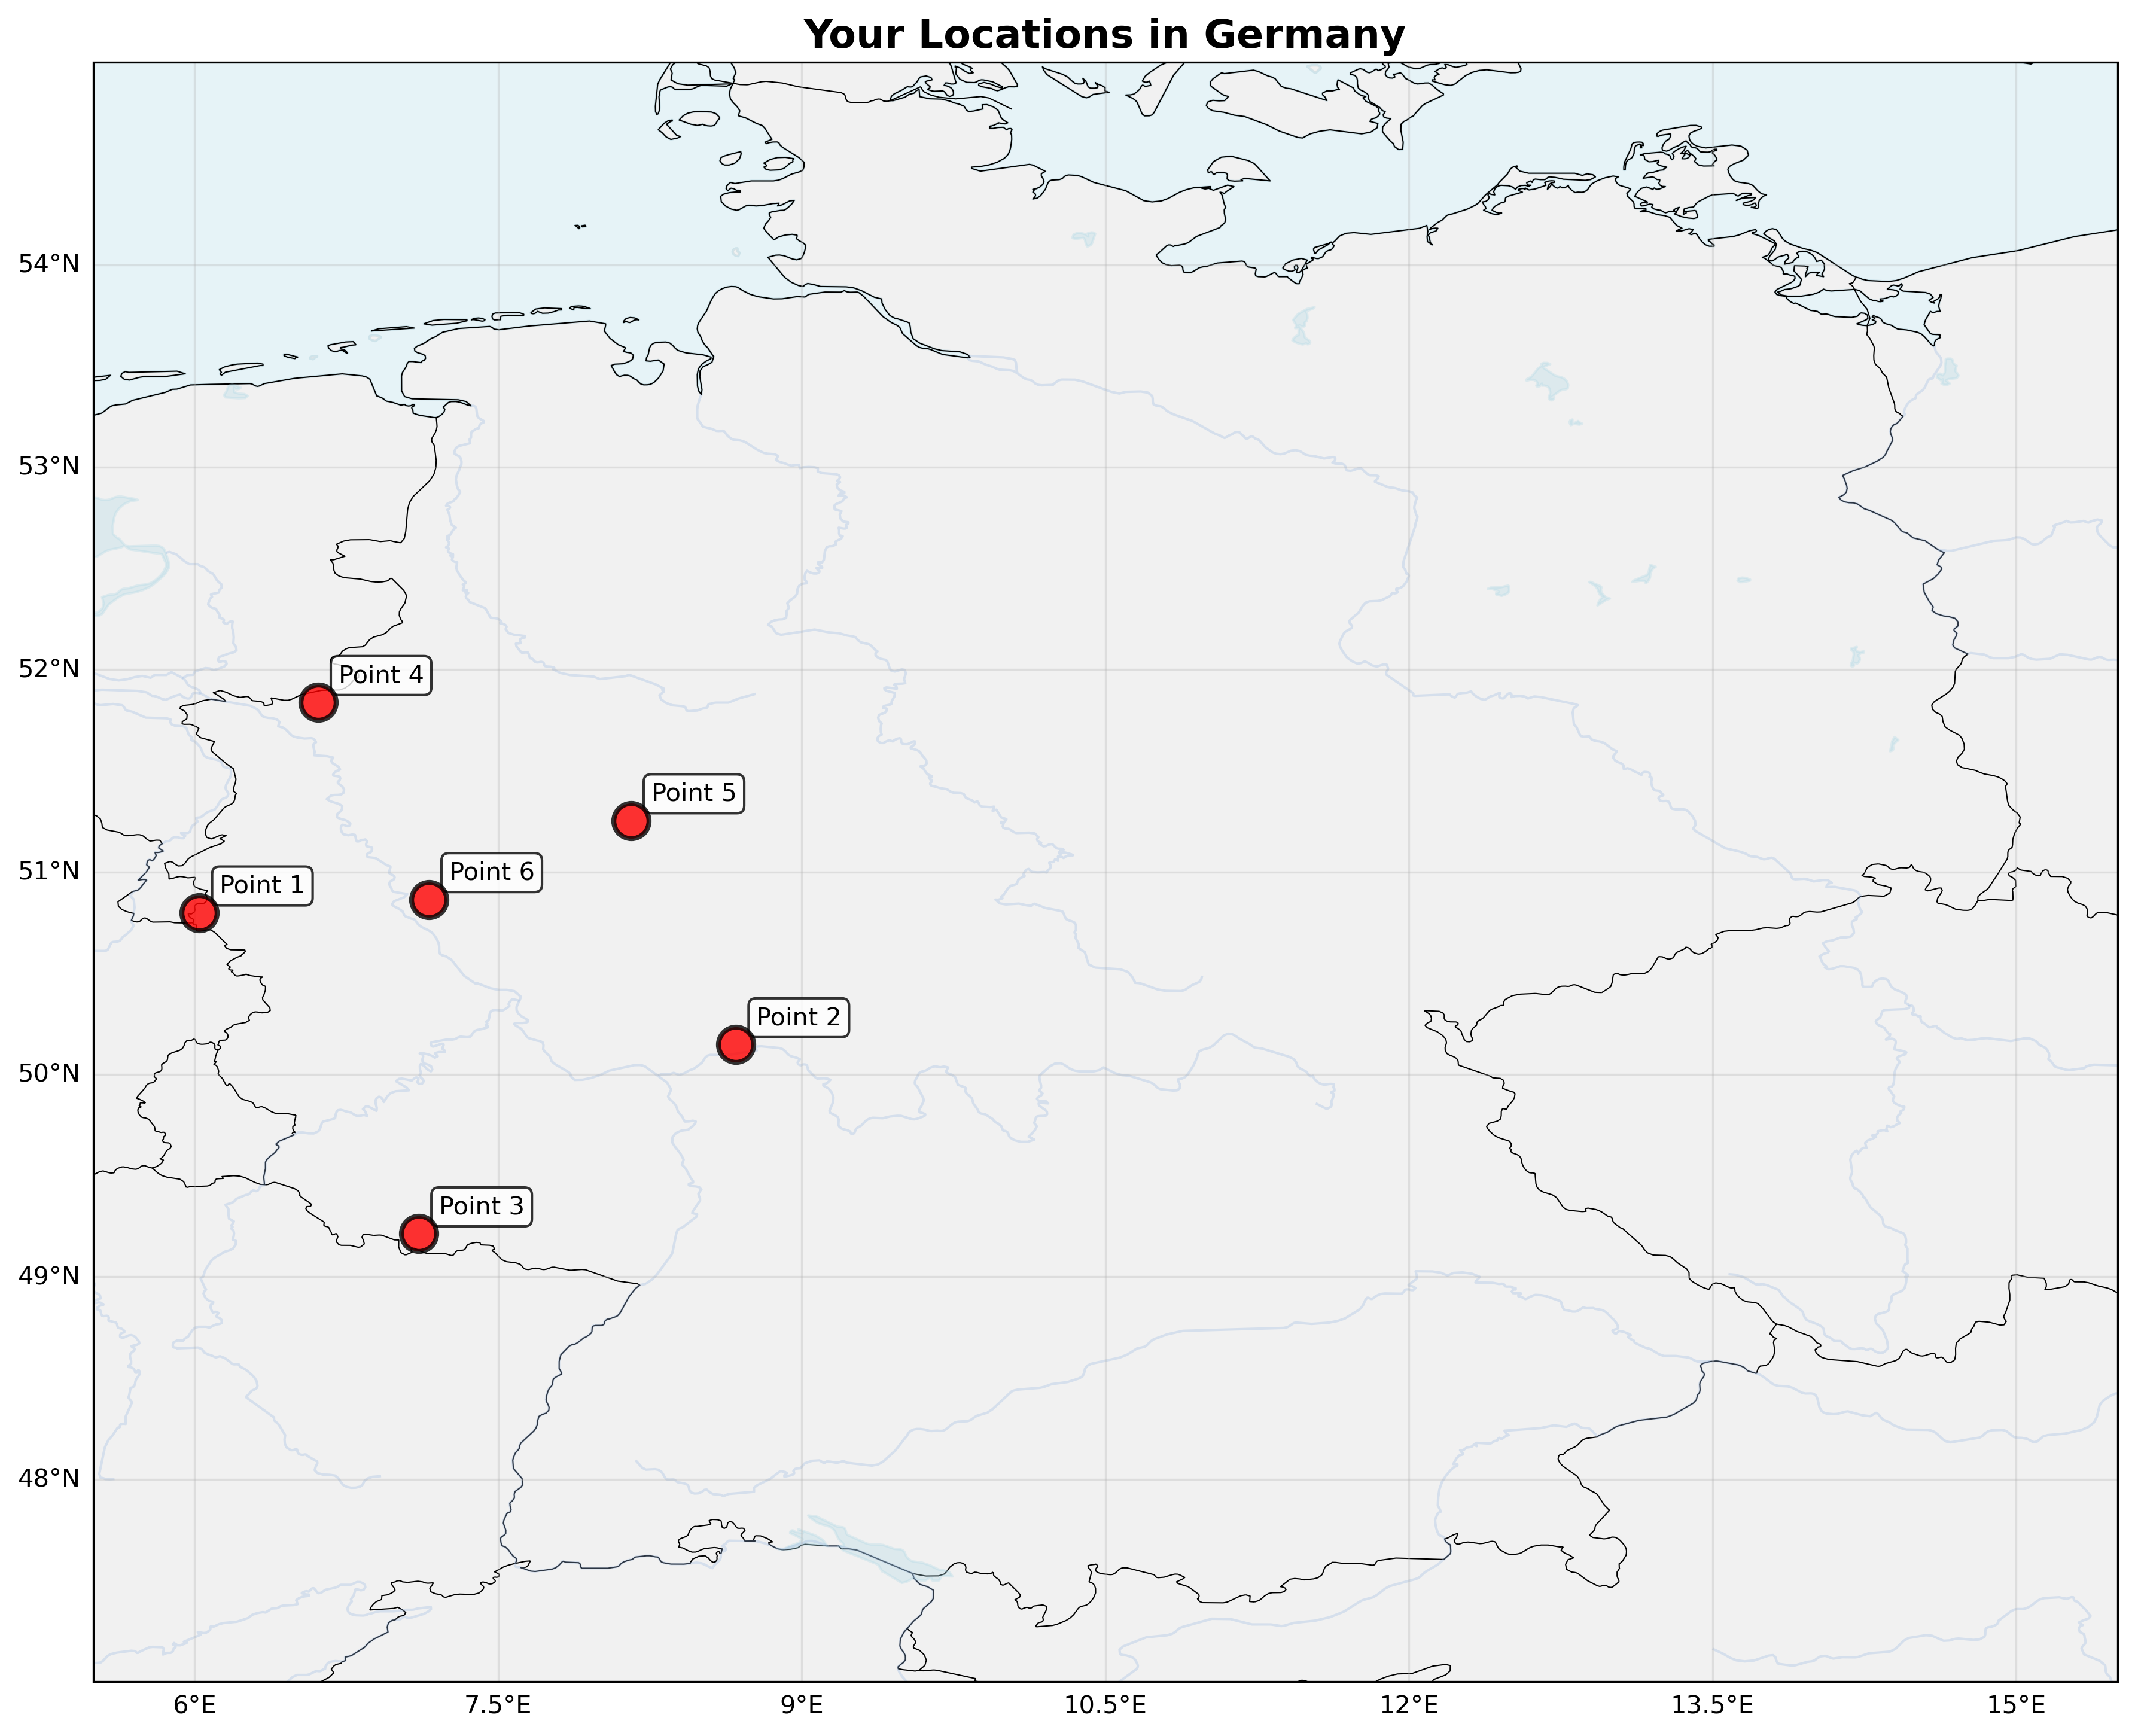 Your Locations in Germany
54°N
53°N
52°N
Point 4
Point 5
51°N
Point 6
Point 1
Point 2
50°N
Point 3
49°N
48°N
6°E 7.5°E 9°E 10.5°E 12°E 13.5°E 15°E